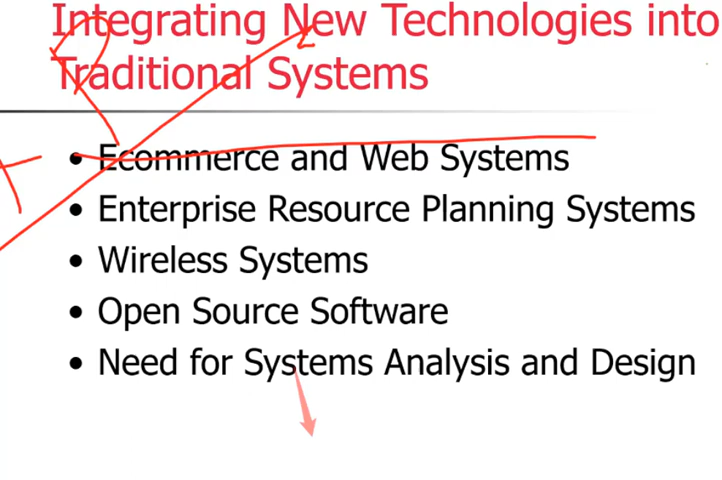 Integrating New Technologies into
Traditional Systems
• Ecommerce and Web Systems
• Enterprise Resource Planning Systems
• Wireless Systems
• Open Source Software
• Need for Systems Analysis and Design